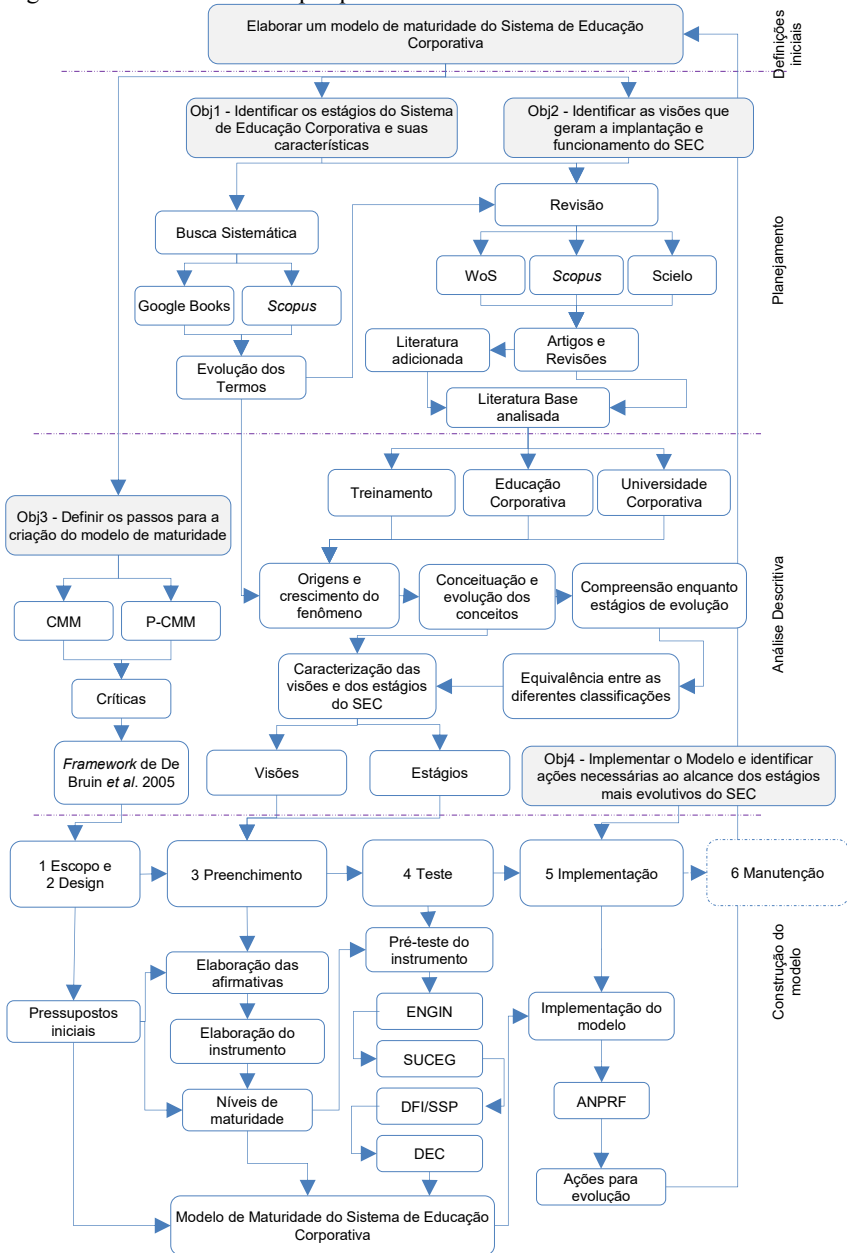 Elaborar um modelo de maturidade do Sistema de Educação
Corporativa
Definições
iniciais
Obj1 - Identificar os estágios do Sistema
de Educação Corporativa e suas
características
Obj2 - Identificar as visões que
geram a implantação e
funcionamento do SEC
Busca Sistemática
Revisão
Google Books
Scopus
WoS
Scopus
Scielo
Planejamento
Evolução dos
Termos
Literatura
adicionada
Artigos e
Revisões
Literatura Base
analisada
Treinamento
Educação
Corporativa
Universidade
Corporativa
Obj3 - Definir os passos para a
criação do modelo de maturidade
Origens e
crescimento do
fenômeno
Conceituação e
evolução dos
conceitos
Compreensão enquanto
estágios de evolução
CMM
P-CMM
Análise Descritiva
Críticas
Caracterização das
visões e dos estágios
do SEC
Equivalência entre as
diferentes classificações
Framework de De
Bruin et al. 2005
Visões
Estágios
Obj4 - Implementar o Modelo e identificar
ações necessárias ao alcance dos estágios
mais evolutivos do SEC
1 Escopo e
2 Design
3 Preenchimento
4 Teste
5 Implementação
6 Manutenção
Construção do
modelo
Pressupostos
iniciais
Elaboração das
afirmativas
Elaboração do
instrumento
Níveis de
maturidade
Pré-teste do
instrumento
ENGIN
SUCEG
DFI/SSP
DEC
Implementação do
modelo
ANPRF
Ações para
evolução
Modelo de Maturidade do Sistema de Educação
Corporativa